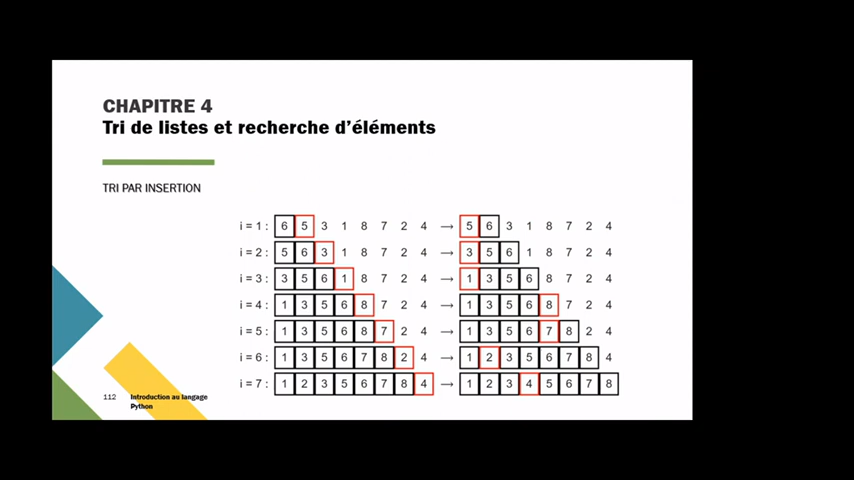 CHAPITRE 4
Tri de listes et recherche d'éléments
TRI PAR INSERTION
i = 1 : 6 5 3 1 8 7 2 4 → 5 6 3 1 8 7 2 4
i = 2 : 5 6 3 1 8 7 2 4 → 3 5 6 1 8 7 2 4
i = 3 : 3 5 6 1 8 7 2 4 → 1 3 5 6 8 7 2 4
i = 4 : 1 3 5 6 8 7 2 4 → 1 3 5 6 8 7 2 4
i = 5 : 1 3 5 6 8 7 2 4 → 1 3 5 6 7 8 2 4
i = 6 : 1 3 5 6 7 8 2 4 → 1 2 3 5 6 7 8 4
i = 7 : 1 2 3 5 6 7 8 4 → 1 2 3 4 5 6 7 8
112 Introduction au langage
Python